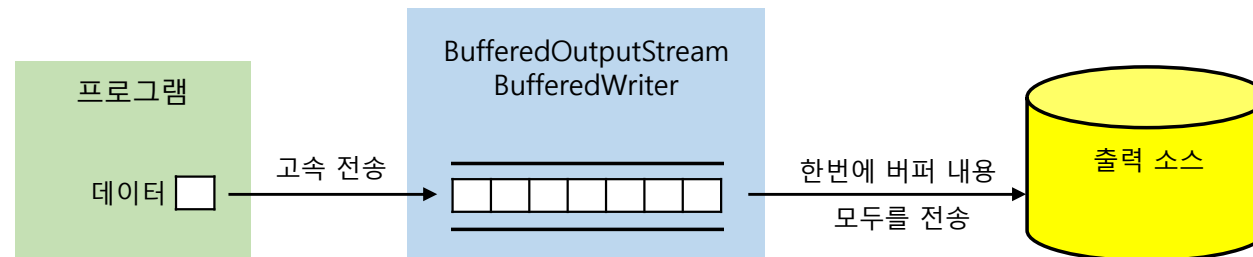 프로그램
데이터
고속 전송
BufferedOutputStream
BufferedWriter
한번에 버퍼 내용
모두를 전송
출력 소스